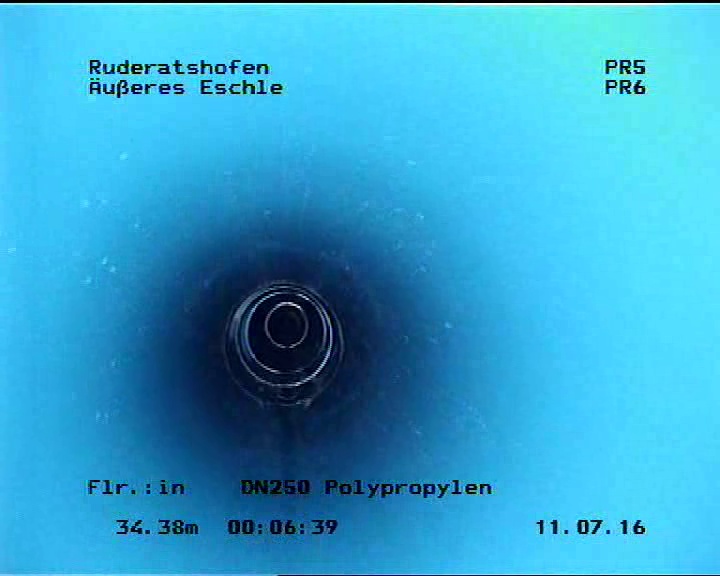 Ruderatshofen PR5
Äußeres Eschle PR6
Flr.:in DN250 Polypropylen
34.38m 00:06:39 11.07.16